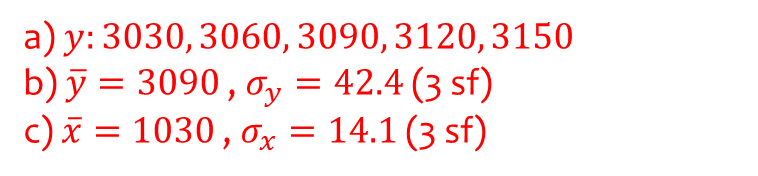 a) y: 3030, 3060, 3090, 3120, 3150
b) ȳ = 3090 , σ_y = 42.4 (3 sf)
c) x̄ = 1030 , σ_x = 14.1 (3 sf)